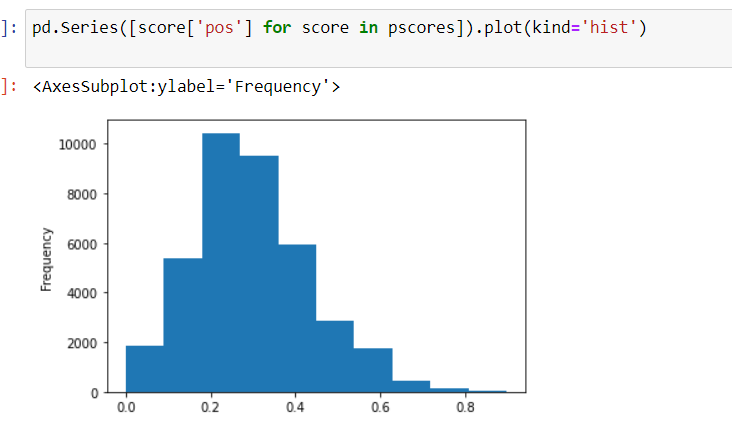 ]: pd.Series([score['pos'] for score in pscores]).plot(kind='hist')
]: <AxesSubplot:ylabel='Frequency'>
10000
8000
6000
4000
2000
0
Frequency
0.0 0.2 0.4 0.6 0.8